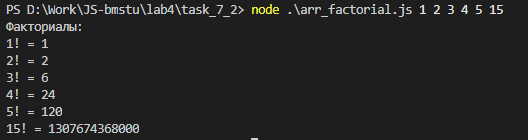 PS D:\Work\JS-bmstu\lab4\task_7_2> node .\arr_factorial.js 1 2 3 4 5 15
Факториалы:
1! = 1
2! = 2
3! = 6
4! = 24
5! = 120
15! = 1307674368000